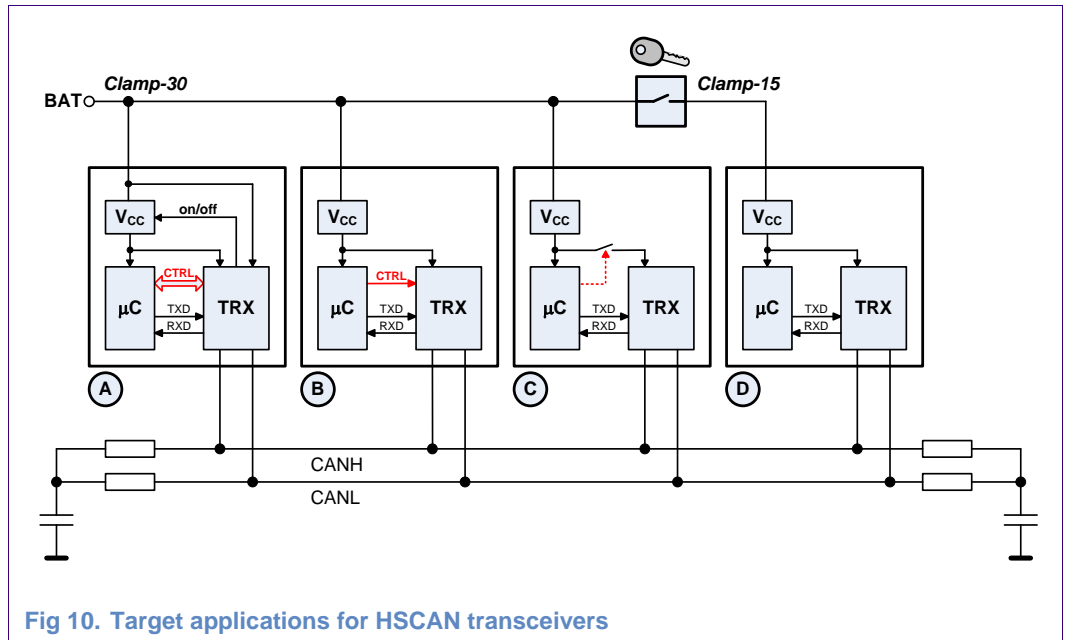 Clamp-30
Clamp-15
BAT
VCC
on/off
VCC
VCC
VCC
CTRL
μC
TXD
RXD
TRX
CTRL
μC
TXD
RXD
TRX
μC
TXD
RXD
TRX
μC
TXD
RXD
TRX
A
B
C
D
CANH
CANL
Fig 10. Target applications for HSCAN transceivers